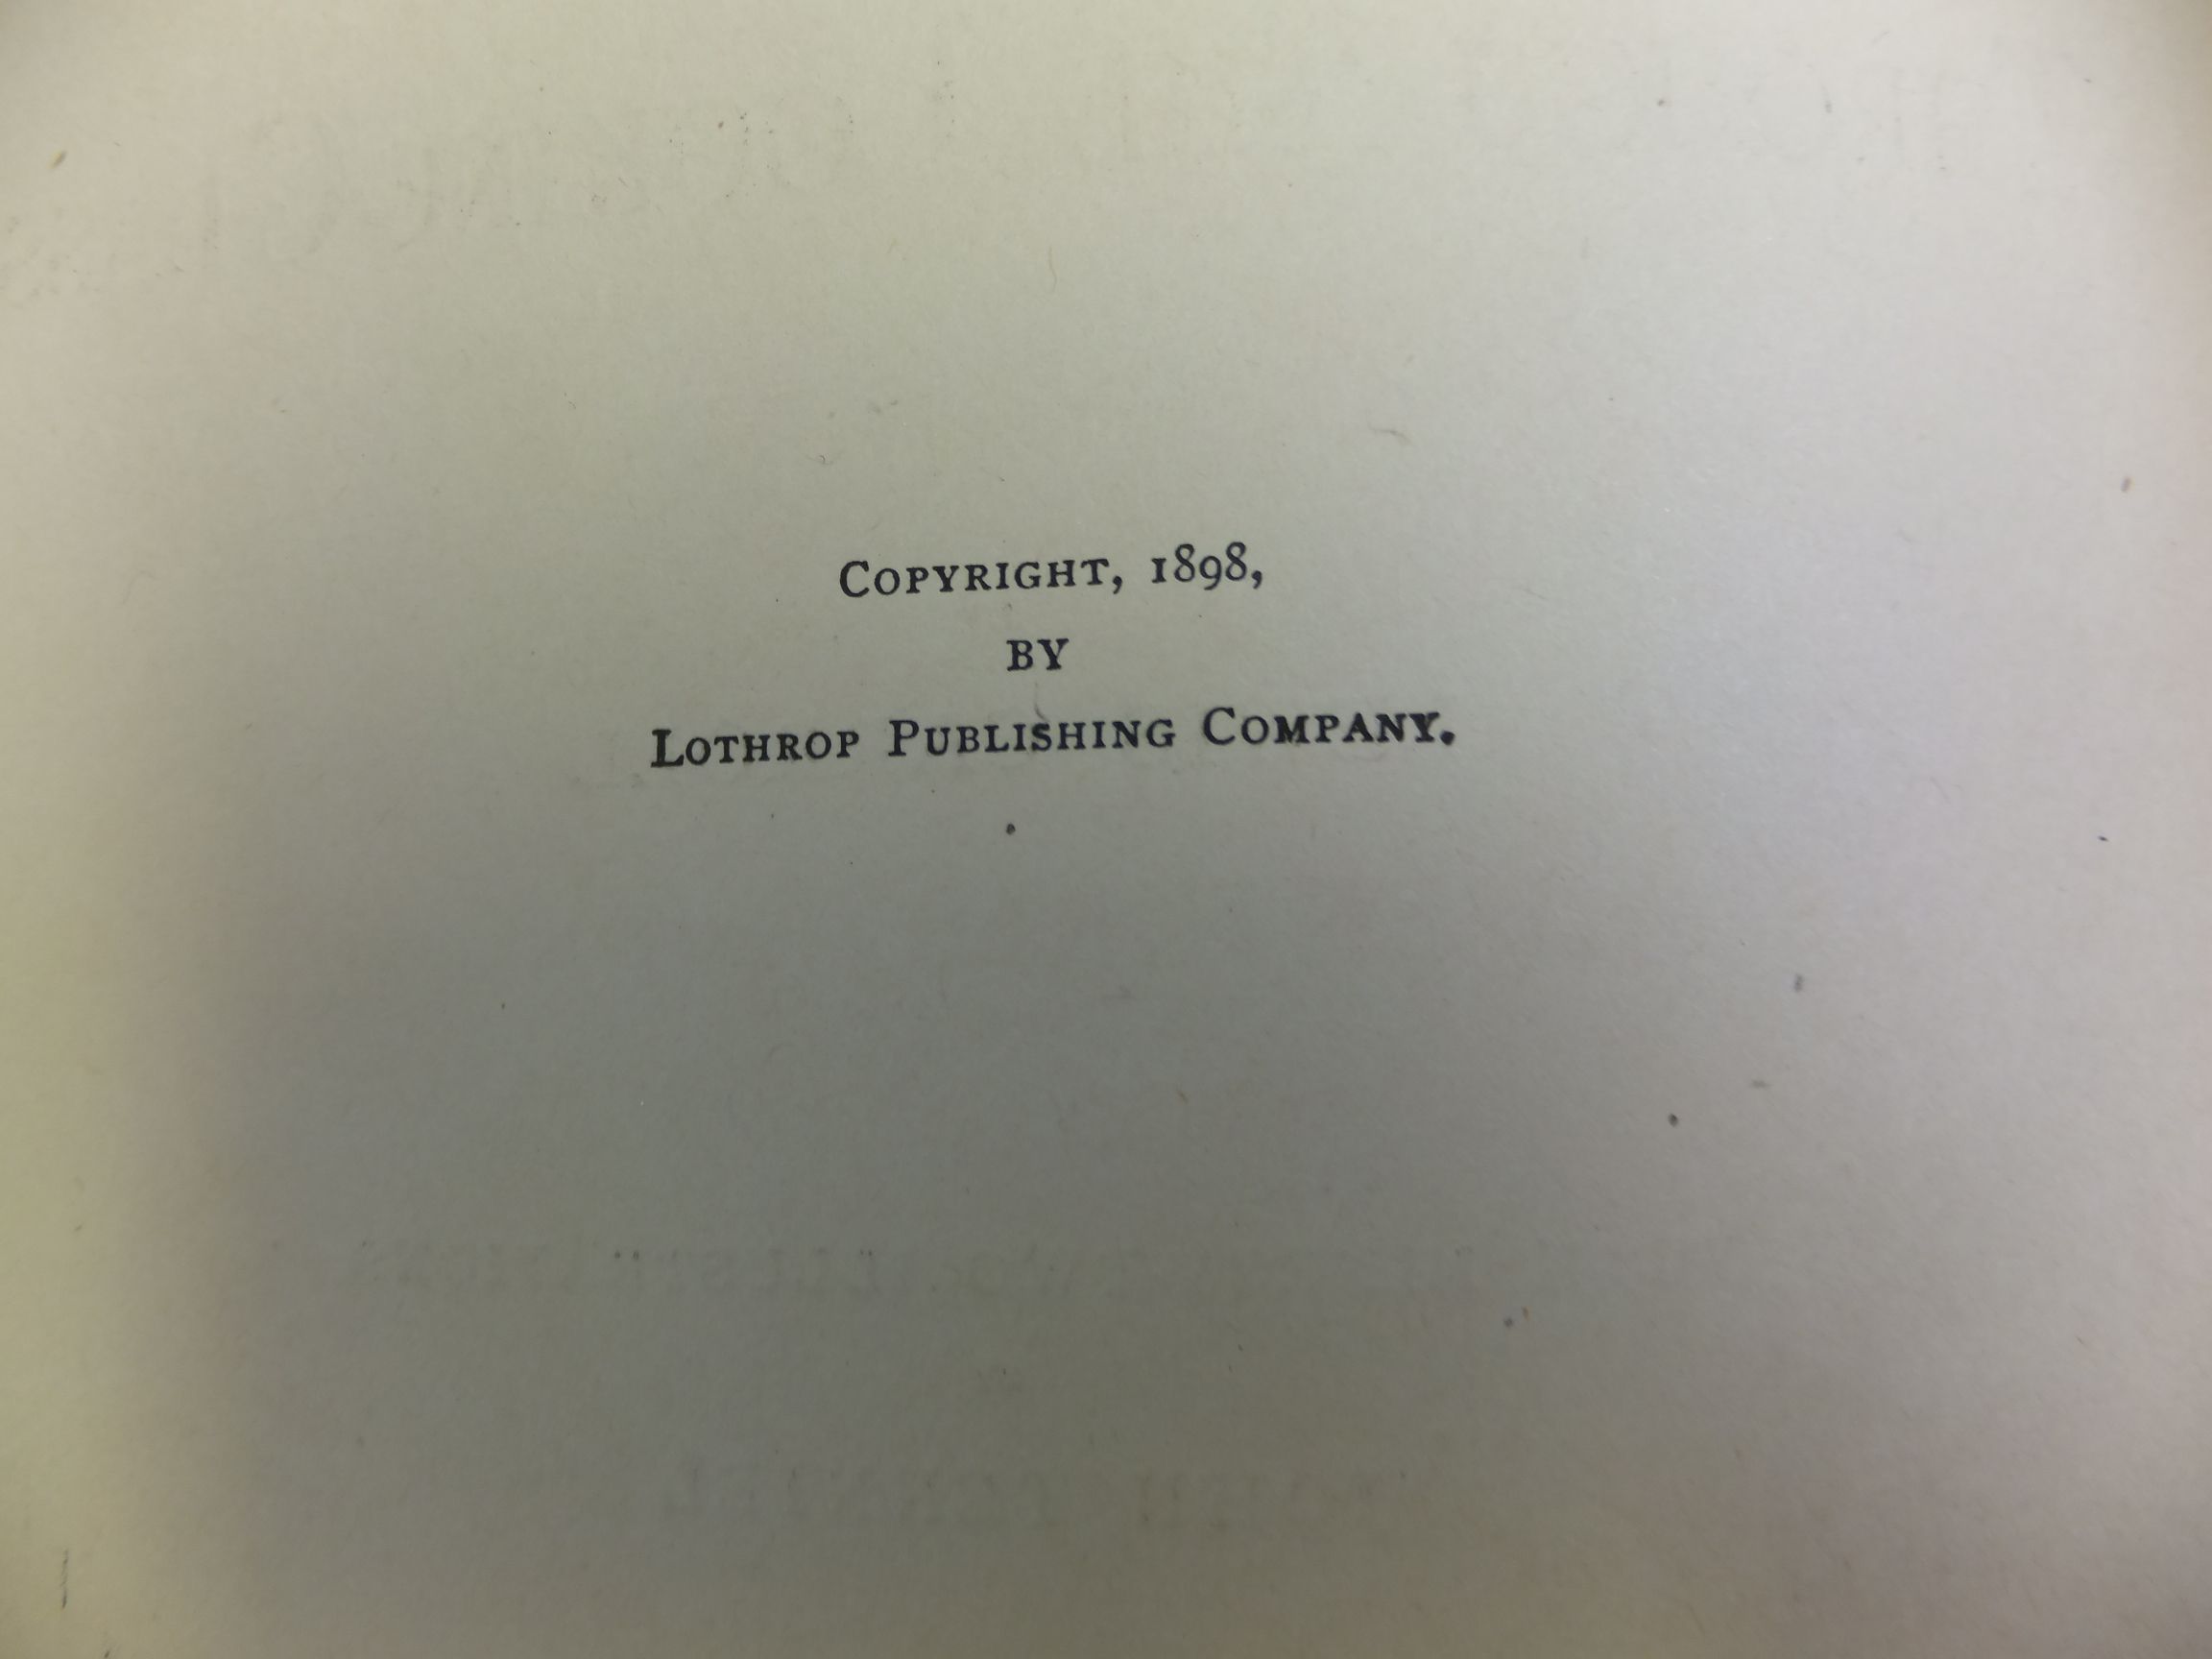 Copyright, 1898,
by
Lothrop Publishing Company.